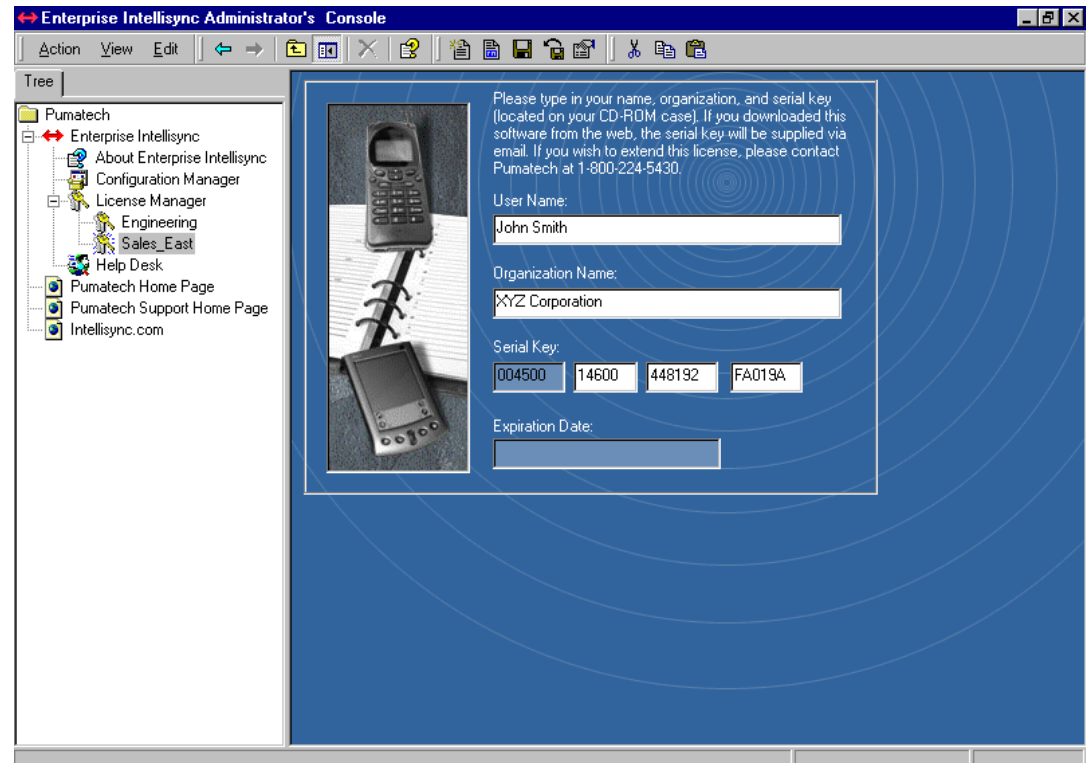 Enterprise Intellisync Administrator's Console
Action View Edit
Tree
Pumatech
Enterprise Intellisync
About Enterprise Intellisync
Configuration Manager
License Manager
Engineering
Sales_East
Help Desk
Pumatech Home Page
Pumatech Support Home Page
Intellisync.com
Please type in your name, organization, and serial key
(located on your CD-ROM case). If you downloaded this
software from the web, the serial key will be supplied via
email. If you wish to extend this license, please contact
Pumatech at 1-800-224-5430.
User Name:
John Smith
Organization Name:
XYZ Corporation
Serial Key:
004500 14600 448192 FA019A
Expiration Date: